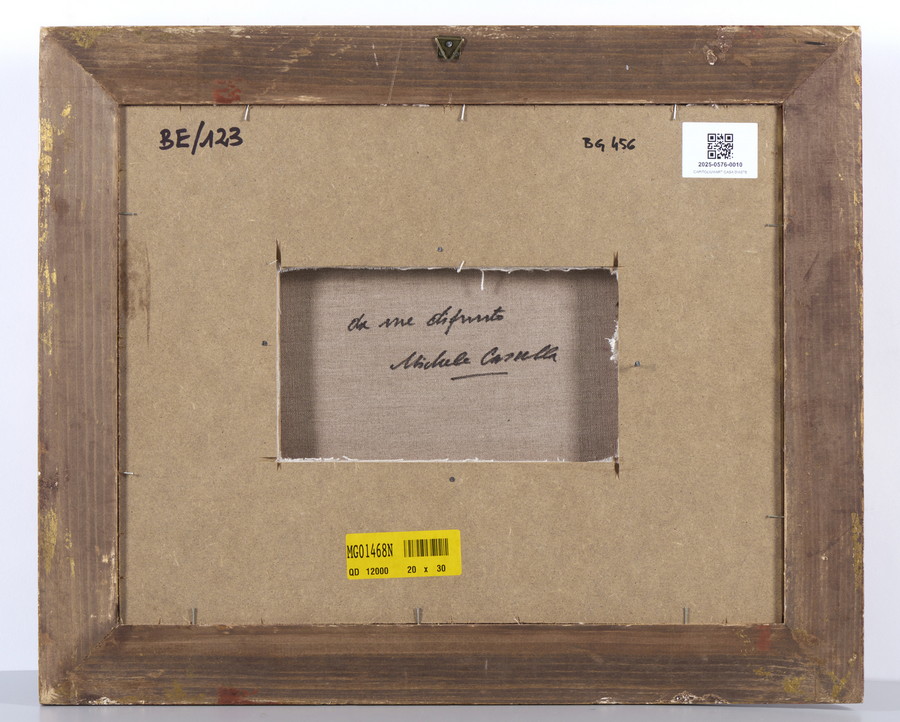 BE/123
BG 456
2025-0576-0010
da me dipinto
Michele Cascella
MG01468N
QD 12000 20 x 30